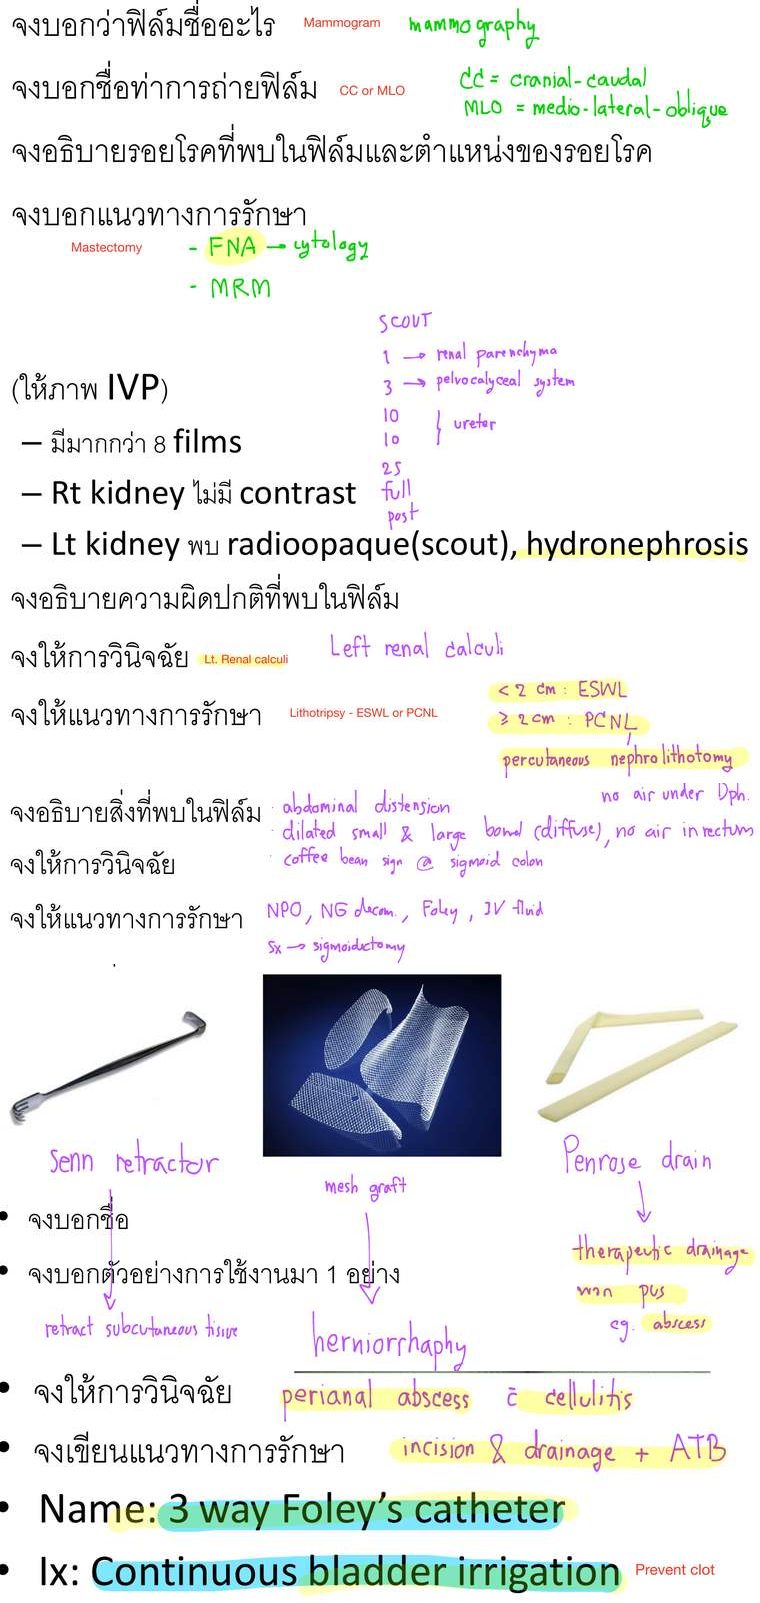 จงบอกว่าฟิล์มชื่ออะไร Mammogram mammography
จงบอกชื่อท่าการถ่ายฟิล์ม CC or MLO CC = cranial-caudal
MLO = medio-lateral-oblique
จงอธิบายรอยโรคที่พบในฟิล์มและตำแหน่งของรอยโรค
จงบอกแนวทางการรักษา
Mastectomy - FNA → cytology
- MRM
SCOUT
1 → renal parenchyma
3 → pelvocalyceal system
10
10 } ureter
25
full
post
(ให้ภาพ IVP)
– มีมากกว่า 8 films
– Rt kidney ไม่มี contrast
– Lt kidney พบ radioopaque(scout), hydronephrosis
จงอธิบายความผิดปกติที่พบในฟิล์ม
จงให้การวินิจฉัย Lt. Renal calculi Left renal calculi
จงให้แนวทางการรักษา Lithotripsy - ESWL or PCNL
< 2 cm : ESWL
≥ 2 cm : PCNL
percutaneous nephrolithotomy
no air under Dph.
จงอธิบายสิ่งที่พบในฟิล์ม · abdominal distension
· dilated small & large bowel (diffuse), no air in rectum
จงให้การวินิจฉัย · coffee bean sign @ sigmoid colon
จงให้แนวทางการรักษา NPO, NG decom., Foley, IV fluid
Sx → sigmoidectomy
Senn retractor
mesh graft
Penrose drain
• จงบอกชื่อ
• จงบอกตัวอย่างการใช้งานมา 1 อย่าง
retract subcutaneous tissue
herniorrhaphy
therapeutic drainage
พวก pus
eg. abscess
• จงให้การวินิจฉัย perianal abscess c̄ cellulitis
• จงเขียนแนวทางการรักษา incision & drainage + ATB
• Name: 3 way Foley’s catheter
• Ix: Continuous bladder irrigation Prevent clot